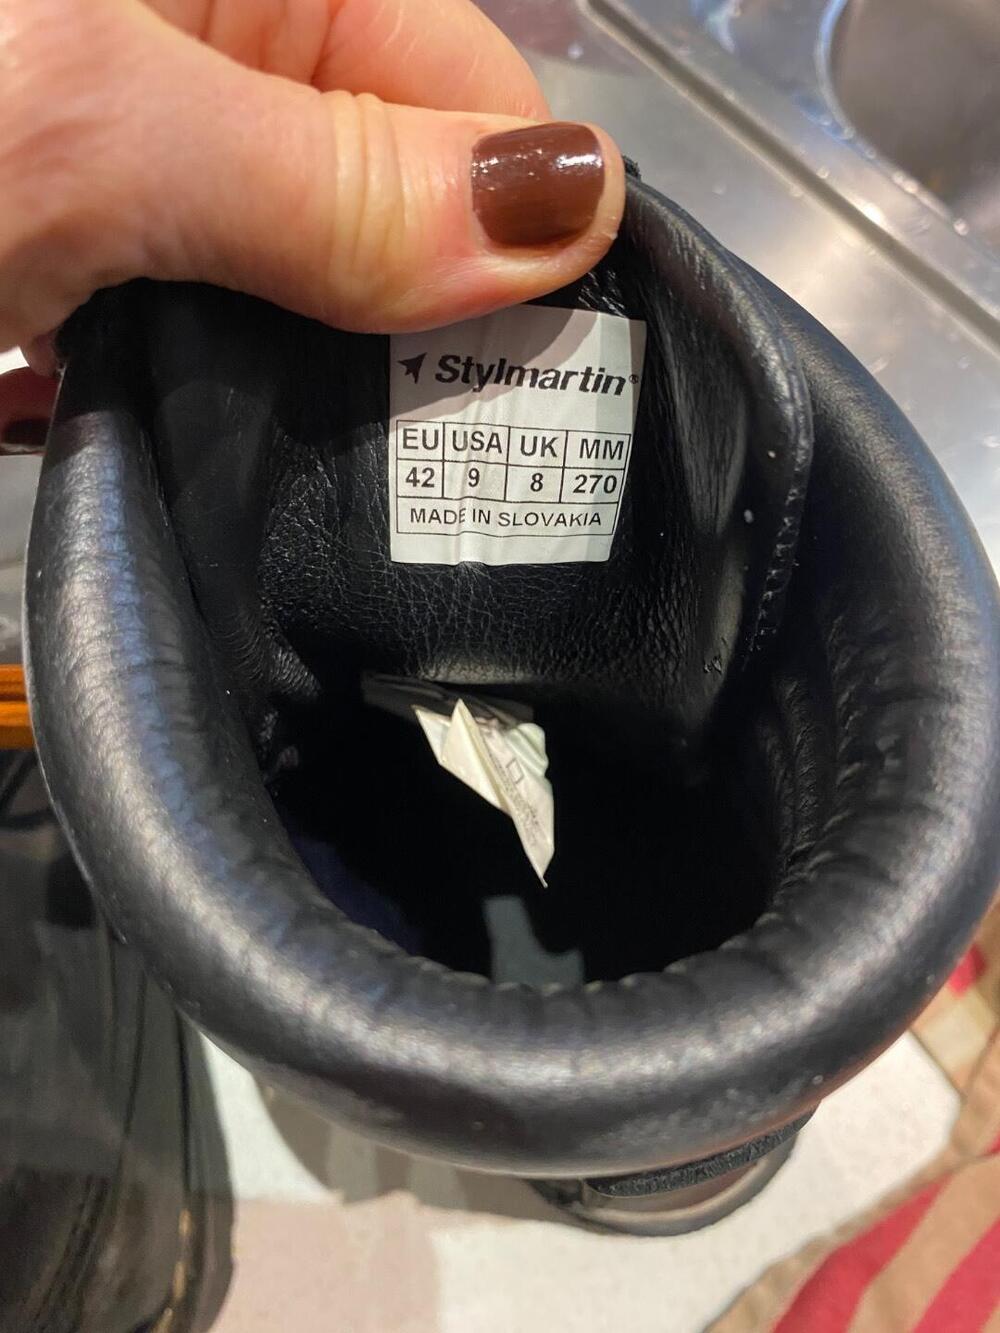 Stylmartin®
EU USA UK MM
42 9 8 270
MADE IN SLOVAKIA